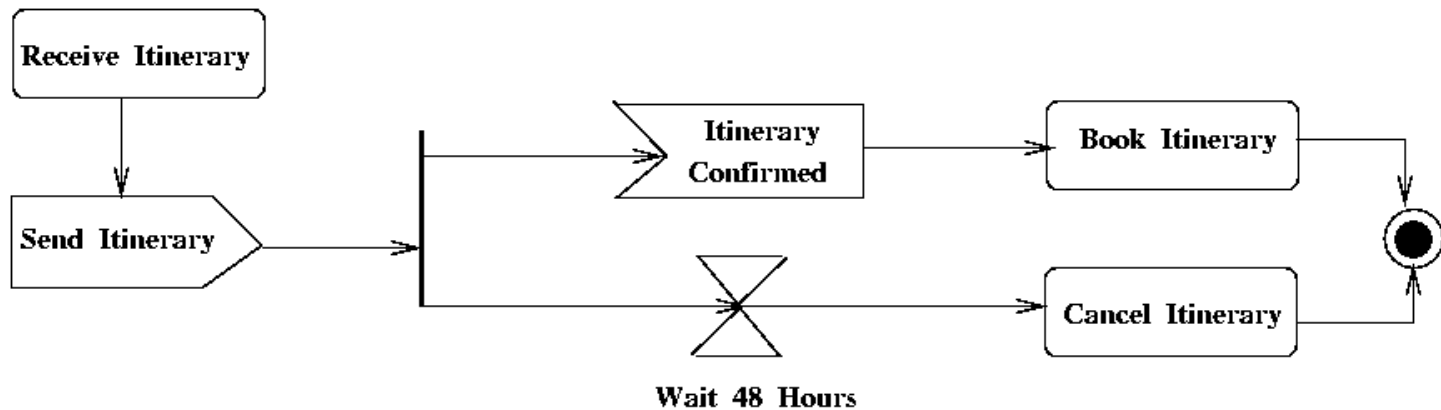 Receive Itinerary
Send Itinerary
Itinerary
Confirmed
Book Itinerary
Wait 48 Hours
Cancel Itinerary